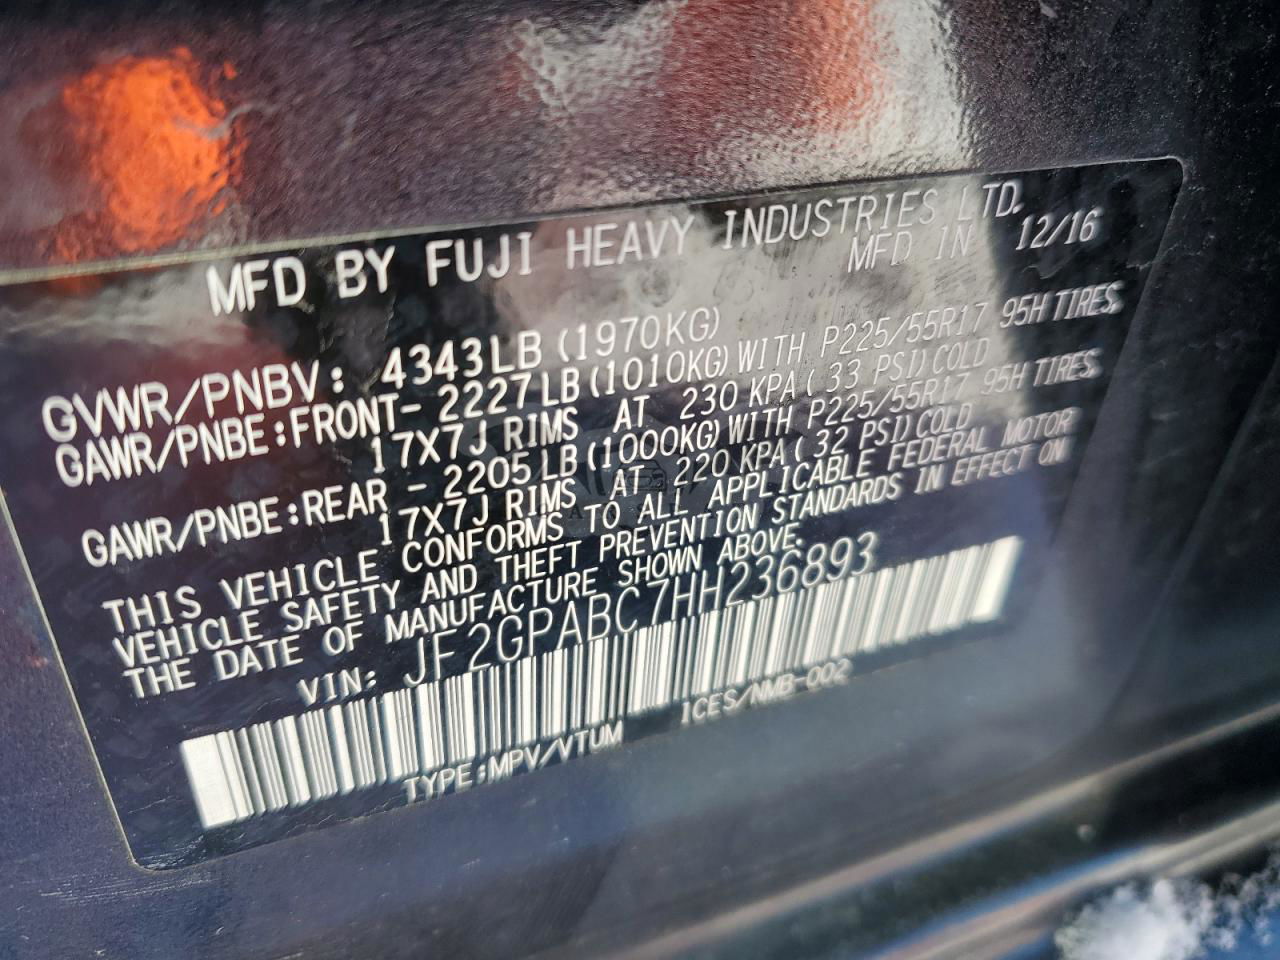 MFD BY FUJI HEAVY INDUSTRIES LTD.
MFD IN 12/16
GVWR/PNBV: 4343LB (1970KG)
GAWR/PNBE:FRONT- 2227LB(1010KG)WITH P225/55R17 95H TIRES,
17X7J RIMS AT 230 KPA( 33 PSI)COLD
GAWR/PNBE:REAR - 2205LB(1000KG)WITH P225/55R17 95H TIRES,
17X7J RIMS AT 220 KPA( 32 PSI)COLD
THIS VEHICLE CONFORMS TO ALL APPLICABLE FEDERAL MOTOR
VEHICLE SAFETY AND THEFT PREVENTION STANDARDS IN EFFECT ON
THE DATE OF MANUFACTURE SHOWN ABOVE.
VIN: JF2GPABC7HH236893
TYPE:MPV/VTUM ICES/NMB-002